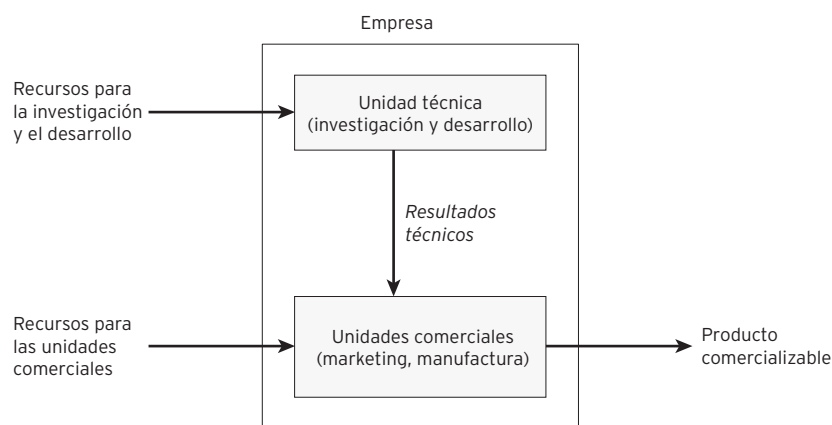 Empresa
Recursos para
la investigación
y el desarrollo
Unidad técnica
(investigación y desarrollo)
Resultados
técnicos
Recursos para
las unidades
comerciales
Unidades comerciales
(marketing, manufactura)
Producto
comercializable